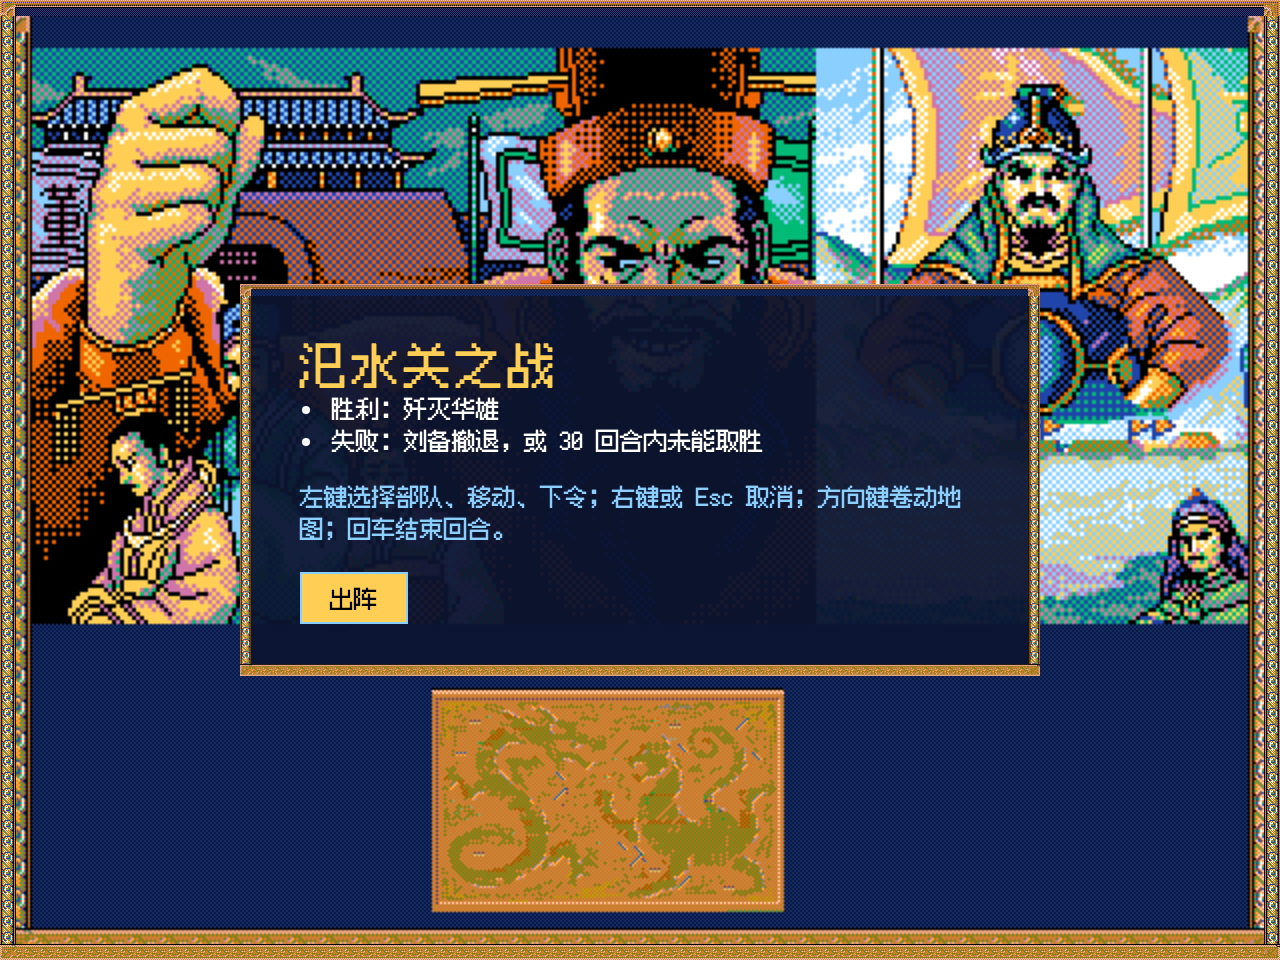 董
汜水关之战
• 胜利：歼灭华雄
• 失败：刘备撤退，或 30 回合内未能取胜
左键选择部队、移动、下令；右键或 Esc 取消；方向键卷动地
图；回车结束回合。
出阵